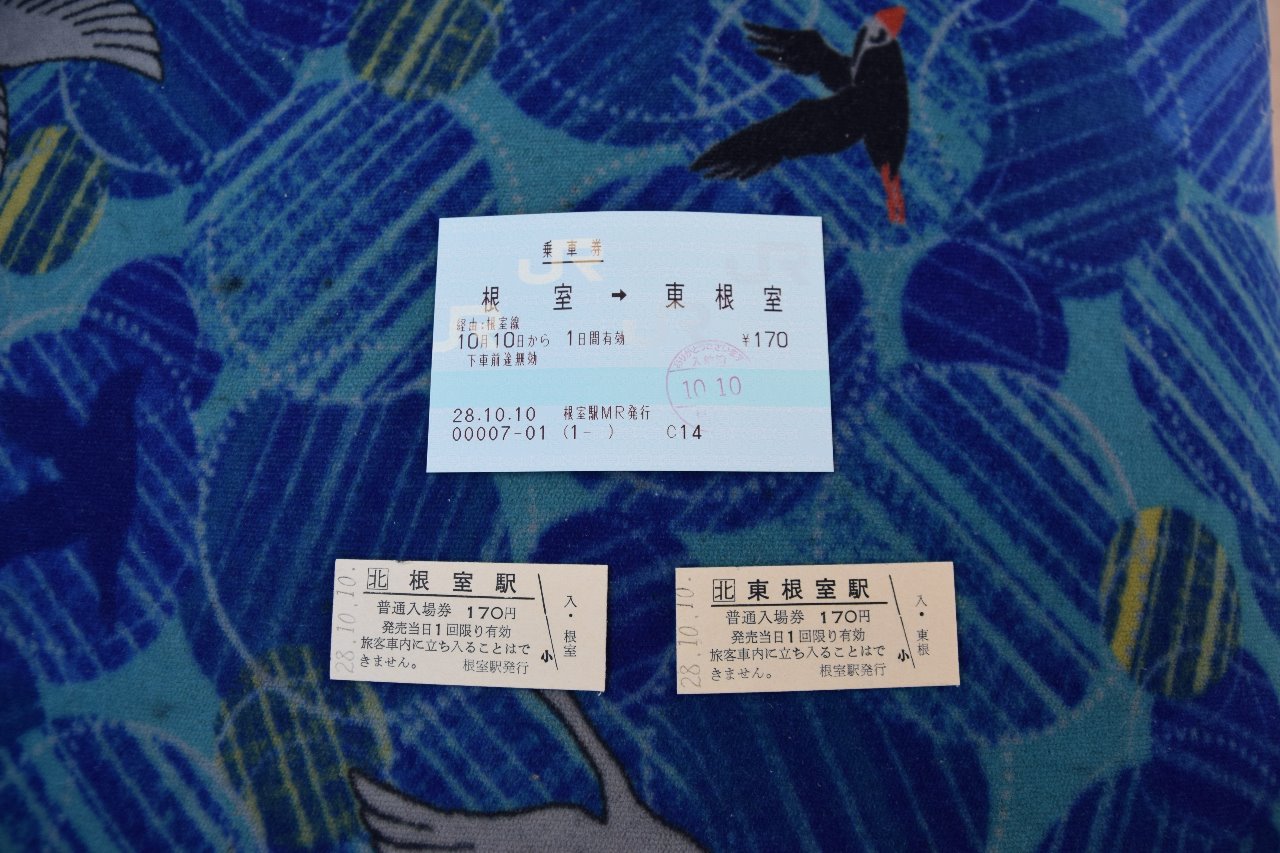 乗車券
根室 → 東根室
経由:根室線
10月10日から 1日間有効 ¥170
下車前途無効
10.10
28.10.10 根室駅MR発行
00007-01 (1- ) C14
28.10.10.
北 根室駅
普通入場券 170円
発売当日1回限り有効
旅客車内に立ち入ることはで
きません。 根室駅発行
小
入・根室
28.10.10.
北 東根室駅
普通入場券 170円
発売当日1回限り有効
旅客車内に立ち入ることはで
きません。 根室駅発行
小
入・東根